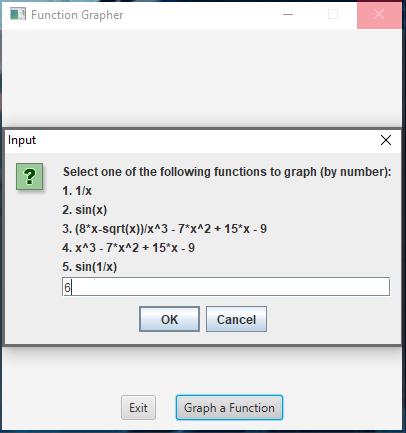 Function Grapher
Input
?
Select one of the following functions to graph (by number):
1. 1/x
2. sin(x)
3. (8*x-sqrt(x))/x^3 - 7*x^2 + 15*x - 9
4. x^3 - 7*x^2 + 15*x - 9
5. sin(1/x)
6
OK Cancel
Exit Graph a Function